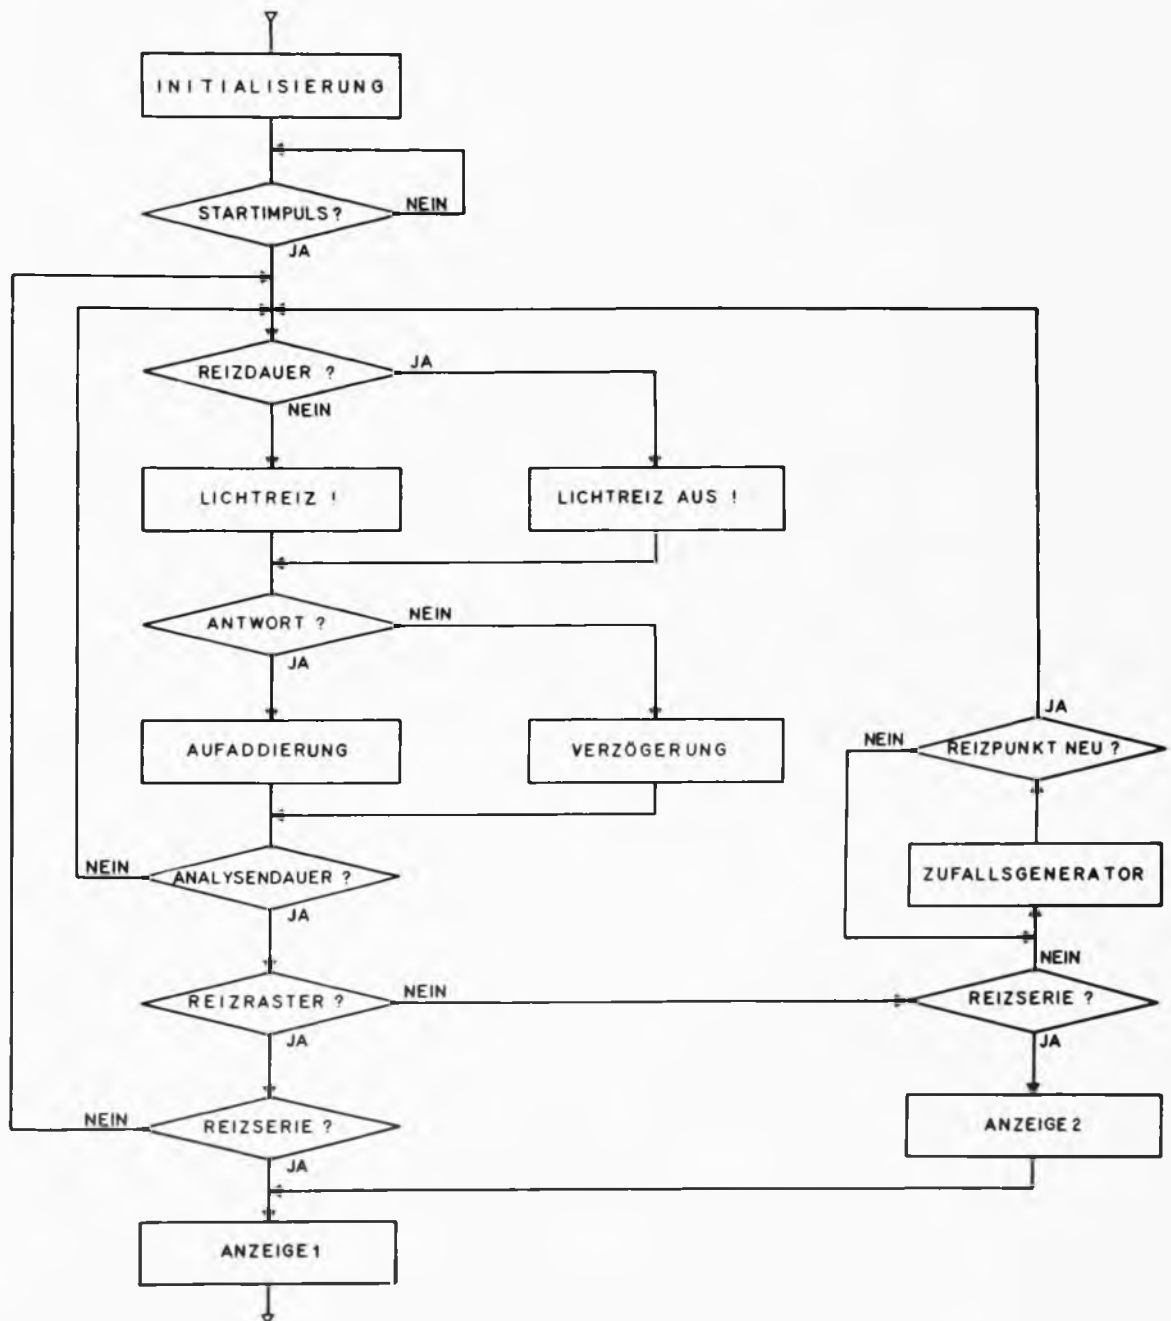 INITIALISIERUNG
STARTIMPULS ?
NEIN
JA
REIZDAUER ?
JA
NEIN
LICHTREIZ !
LICHTREIZ AUS !
ANTWORT ?
NEIN
JA
AUFADDIERUNG
VERZÖGERUNG
JA
NEIN
REIZPUNKT NEU ?
NEIN
ANALYSENDAUER ?
ZUFALLSGENERATOR
JA
NEIN
REIZRASTER ?
NEIN
REIZSERIE ?
JA
JA
NEIN
REIZSERIE ?
ANZEIGE 2
JA
ANZEIGE 1